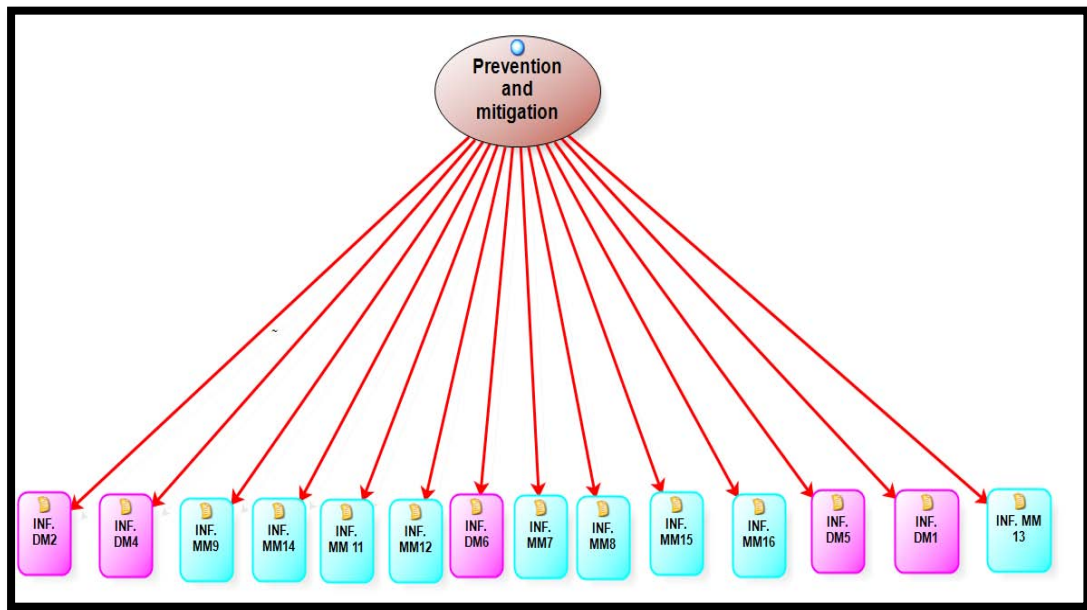 Prevention
and
mitigation
~
INF.
DM2
INF.
DM4
INF.
MM9
INF.
MM14
INF.
MM 11
INF.
MM12
INF.
DM6
INF.
MM7
INF.
MM8
INF.
MM15
INF.
MM16
INF.
DM5
INF.
DM1
INF. MM
13